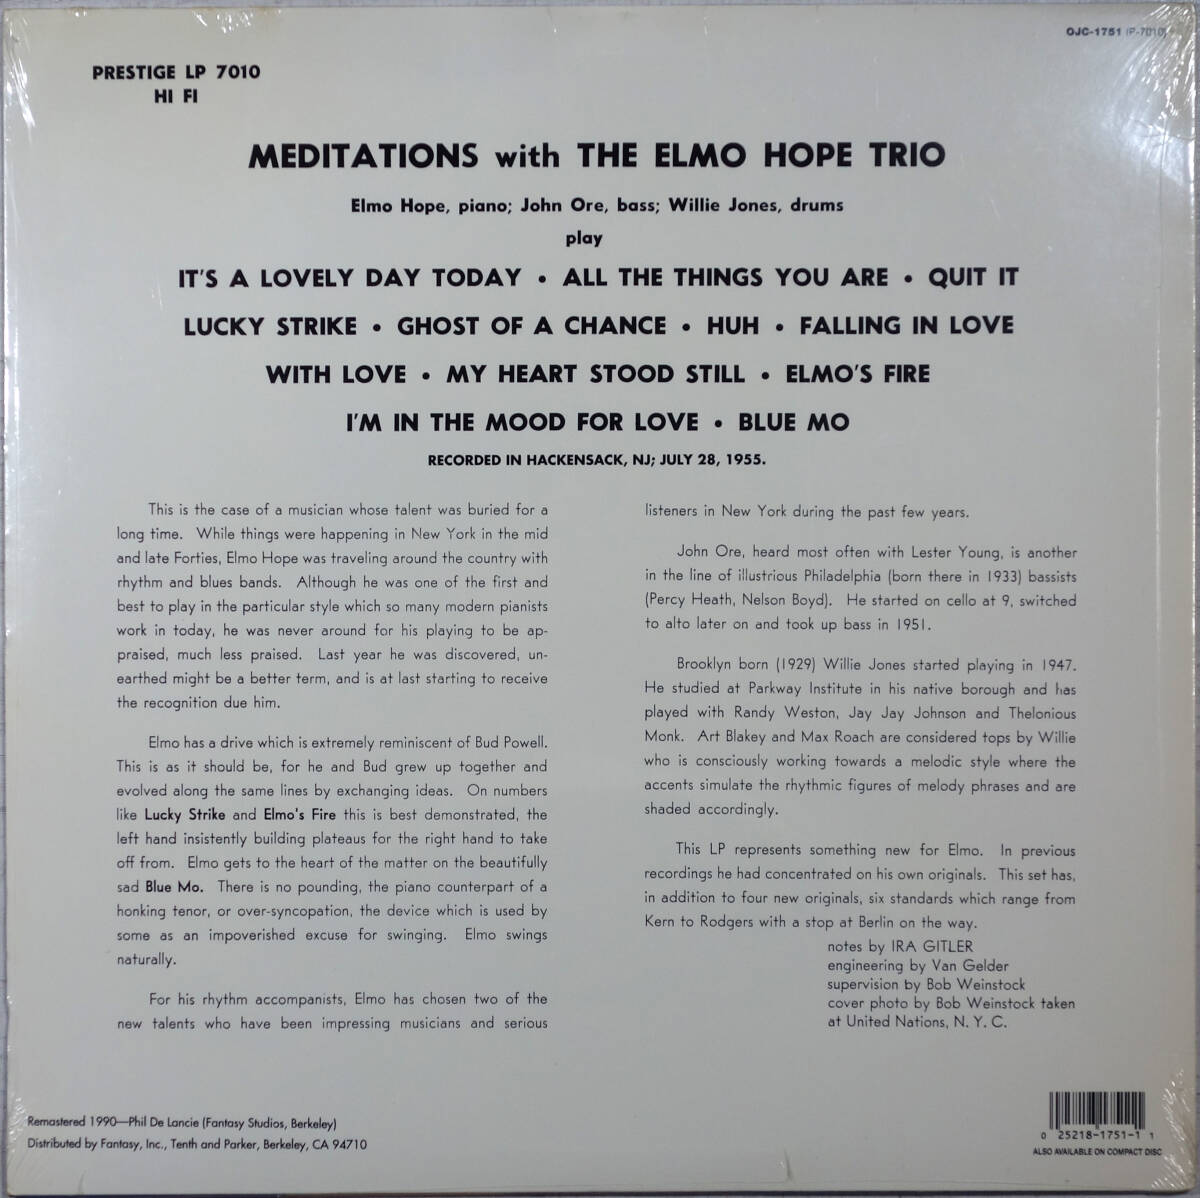 OJC-1751 (P-7010)
PRESTIGE LP 7010
HI FI
MEDITATIONS with THE ELMO HOPE TRIO
Elmo Hope, piano; John Ore, bass; Willie Jones, drums
play
IT'S A LOVELY DAY TODAY • ALL THE THINGS YOU ARE • QUIT IT
LUCKY STRIKE • GHOST OF A CHANCE • HUH • FALLING IN LOVE
WITH LOVE • MY HEART STOOD STILL • ELMO'S FIRE
I'M IN THE MOOD FOR LOVE • BLUE MO
RECORDED IN HACKENSACK, NJ; JULY 28, 1955.
This is the case of a musician whose talent was buried for a
long time. While things were happening in New York in the mid
and late Forties, Elmo Hope was traveling around the country with
rhythm and blues bands. Although he was one of the first and
best to play in the particular style which so many modern pianists
work in today, he was never around for his playing to be ap-
praised, much less praised. Last year he was discovered, un-
earthed might be a better term, and is at last starting to receive
the recognition due him.
Elmo has a drive which is extremely reminiscent of Bud Powell.
This is as it should be, for he and Bud grew up together and
evolved along the same lines by exchanging ideas. On numbers
like Lucky Strike and Elmo's Fire this is best demonstrated, the
left hand insistently building plateaus for the right hand to take
off from. Elmo gets to the heart of the matter on the beautifully
sad Blue Mo. There is no pounding, the piano counterpart of a
honking tenor, or over-syncopation, the device which is used by
some as an impoverished excuse for swinging. Elmo swings
naturally.
For his rhythm accompanists, Elmo has chosen two of the
new talents who have been impressing musicians and serious
listeners in New York during the past few years.
John Ore, heard most often with Lester Young, is another
in the line of illustrious Philadelphia (born there in 1933) bassists
(Percy Heath, Nelson Boyd). He started on cello at 9, switched
to alto later on and took up bass in 1951.
Brooklyn born (1929) Willie Jones started playing in 1947.
He studied at Parkway Institute in his native borough and has
played with Randy Weston, Jay Jay Johnson and Thelonious
Monk. Art Blakey and Max Roach are considered tops by Willie
who is consciously working towards a melodic style where the
accents simulate the rhythmic figures of melody phrases and are
shaded accordingly.
This LP represents something new for Elmo. In previous
recordings he had concentrated on his own originals. This set has,
in addition to four new originals, six standards which range from
Kern to Rodgers with a stop at Berlin on the way.
notes by IRA GITLER
engineering by Van Gelder
supervision by Bob Weinstock
cover photo by Bob Weinstock taken
at United Nations, N. Y. C.
Remastered 1990—Phil De Lancie (Fantasy Studios, Berkeley)
Distributed by Fantasy, Inc., Tenth and Parker, Berkeley, CA 94710
0 25218-1751-1 1
ALSO AVAILABLE ON COMPACT DISC